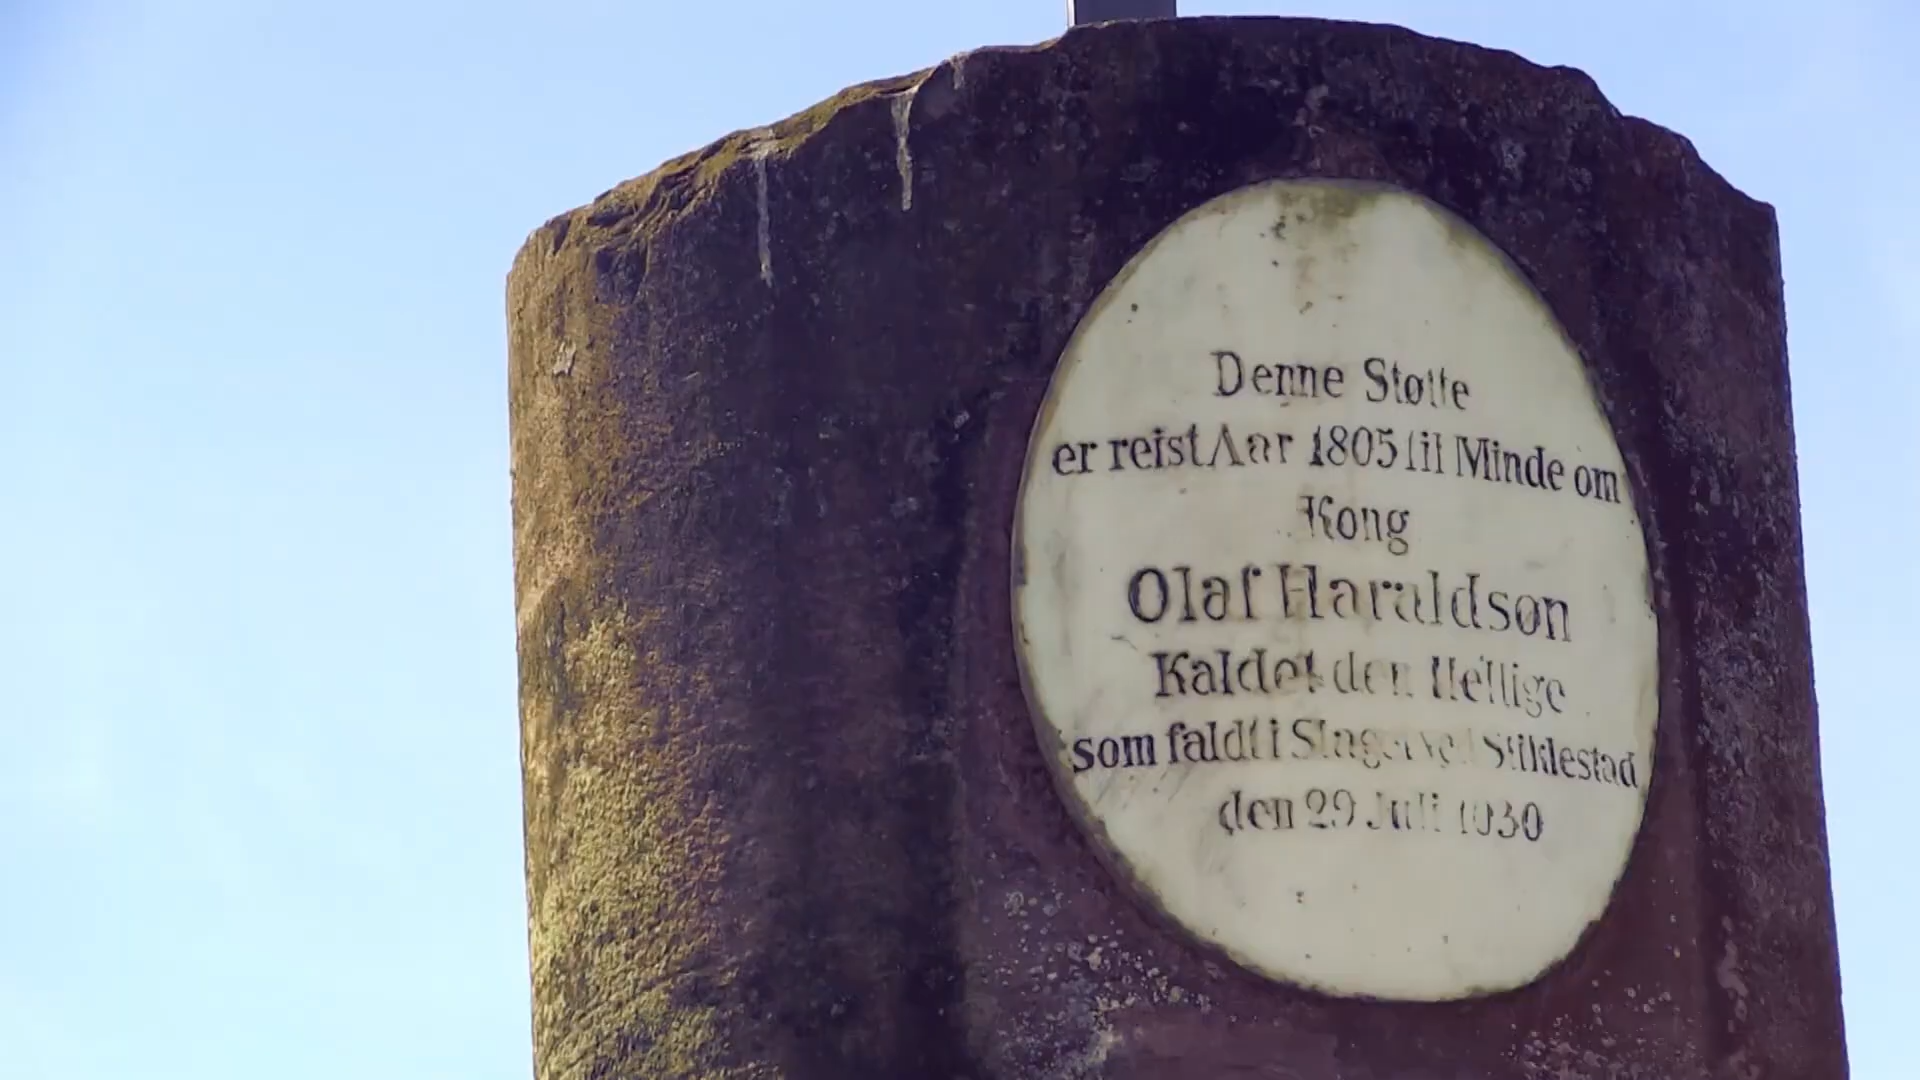 Denne Støtte
er reist Aar 1805 til Minde om
Kong
Olaf Haraldsøn
Kaldet den Hellige
som faldt i Slaget ved Stiklestad
den 29 Juli 1030